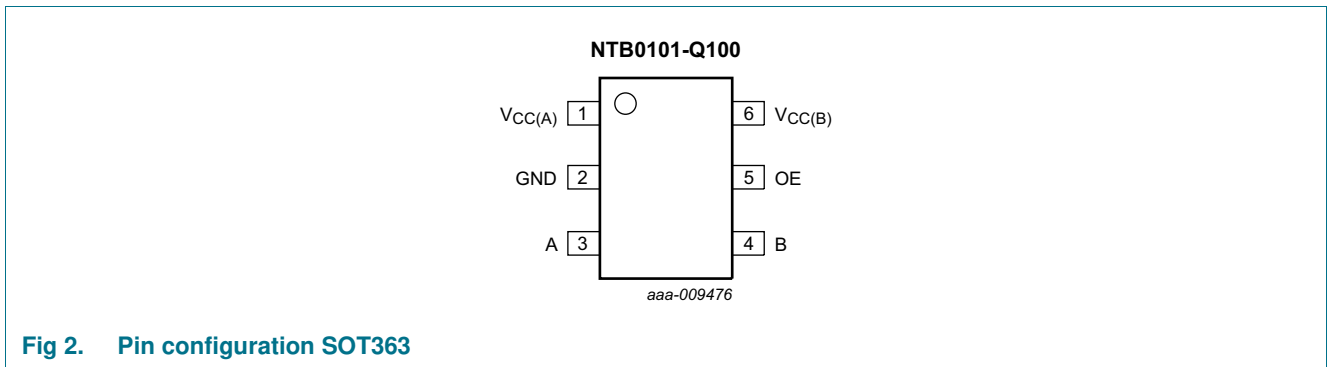 NTB0101-Q100
VCC(A) 1 6 VCC(B)
GND 2 5 OE
A 3 4 B
aaa-009476
Fig 2. Pin configuration SOT363